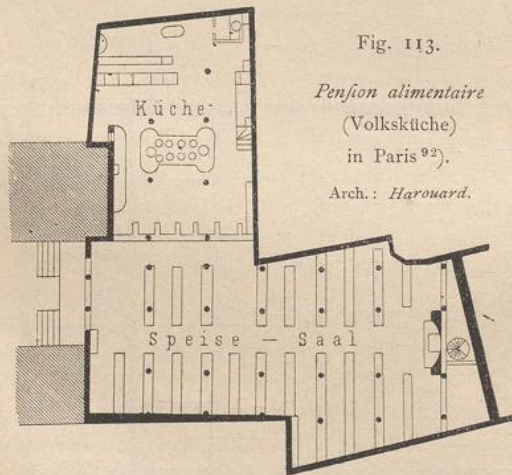 Fig. 113.
Penſion alimentaire
(Volksküche)
in Paris ⁹²).
Arch.: Harouard.
Küche
Speise – Saal